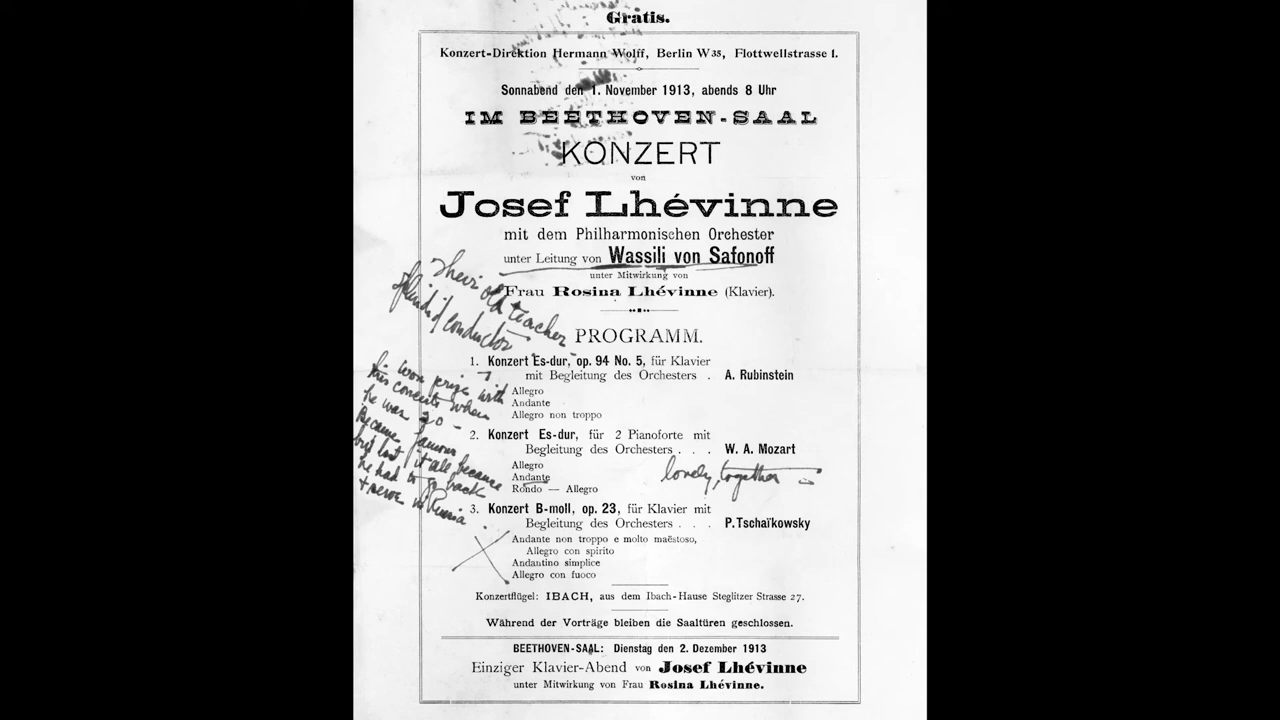 Gratis.
Konzert-Direktion Hermann Wolff, Berlin W35, Flottwellstrasse 1.
Sonnabend den 1. November 1913, abends 8 Uhr
IM BEETHOVEN-SAAL
KONZERT
von
Josef Lhévinne
mit dem Philharmonischen Orchester
unter Leitung von Wassili von Safonoff
unter Mitwirkung von
Frau Rosina Lhévinne (Klavier).
Their old teacher
splendid conductor
PROGRAMM.
1. Konzert Es-dur, op. 94 No. 5, für Klavier
mit Begleitung des Orchesters . A. Rubinstein
Allegro
Andante
Allegro non troppo
won prize with
this concerto when
he was 20 -
Became famous
but lost it all because
he had to go back
+ serve in Russia.
2. Konzert Es-dur, für 2 Pianoforte mit
Begleitung des Orchesters . . . W. A. Mozart
Allegro
Andante
Rondo — Allegro
lovely, together
3. Konzert B-moll, op. 23, für Klavier mit
Begleitung des Orchesters . . . P. Tschaïkowsky
Andante non troppo e molto maëstoso,
Allegro con spirito
Andantino simplice
Allegro con fuoco
Konzertflügel: IBACH, aus dem Ibach-Hause Steglitzer Strasse 27.
Während der Vorträge bleiben die Saaltüren geschlossen.
BEETHOVEN-SAAL: Dienstag den 2. Dezember 1913
Einziger Klavier-Abend von Josef Lhévinne
unter Mitwirkung von Frau Rosina Lhévinne.